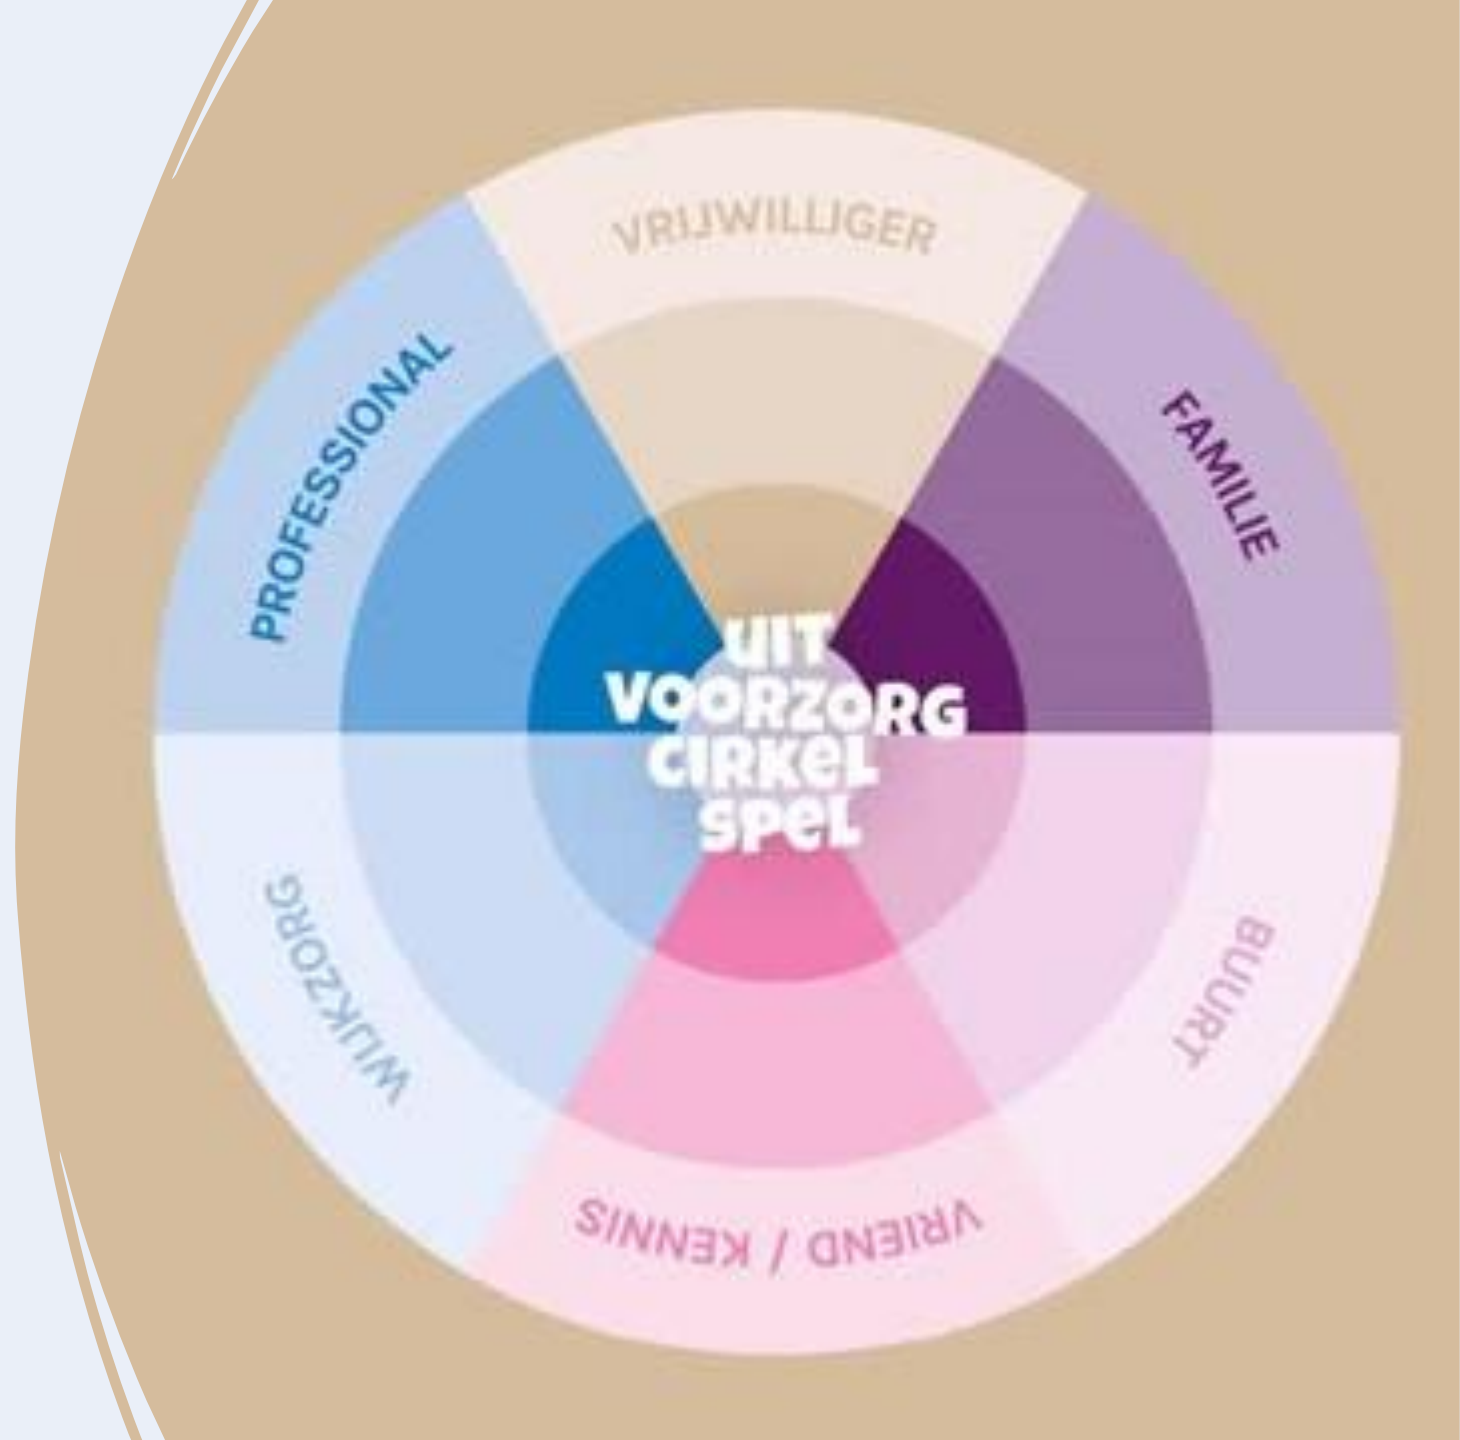 VRIJWILLIGER
FAMILIE
BUURT
VRIEND / KENNIS
WIJKZORG
PROFESSIONAL
UIT
VOORZORG
CIRKEL
SPEL